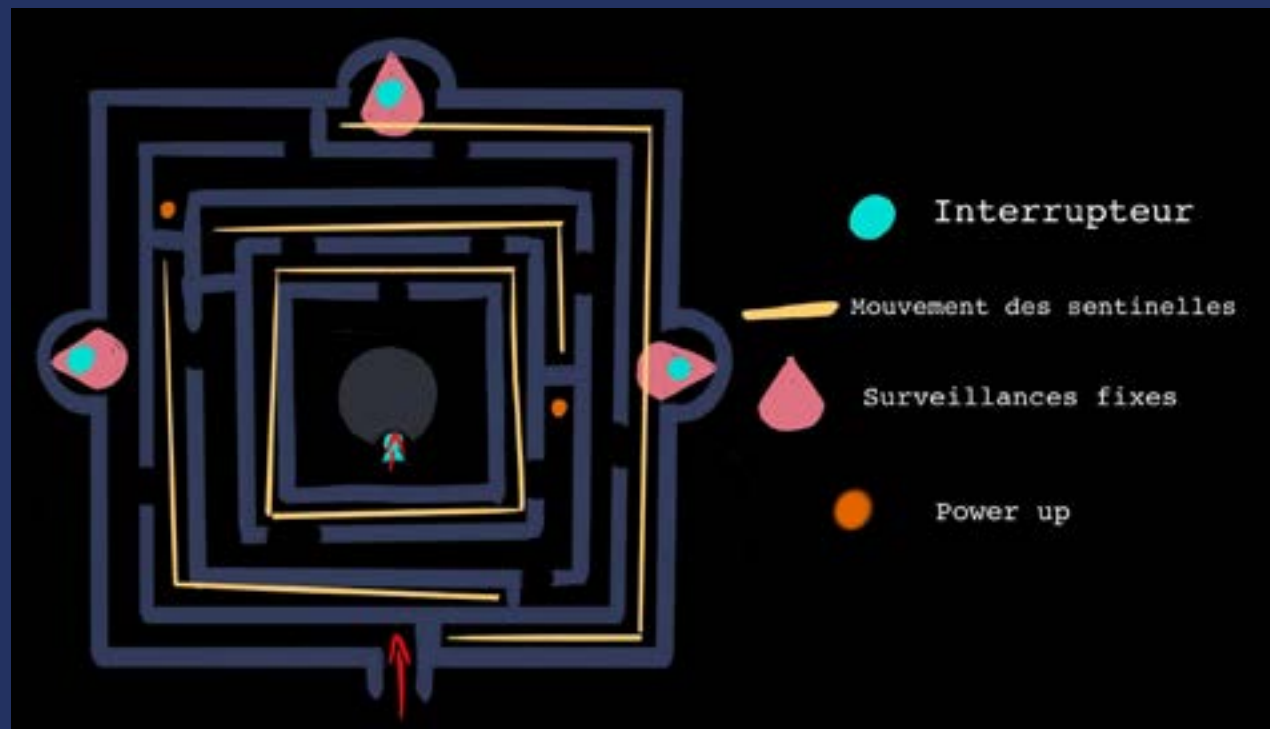 Interrupteur
Mouvement des sentinelles
Surveillances fixes
Power up